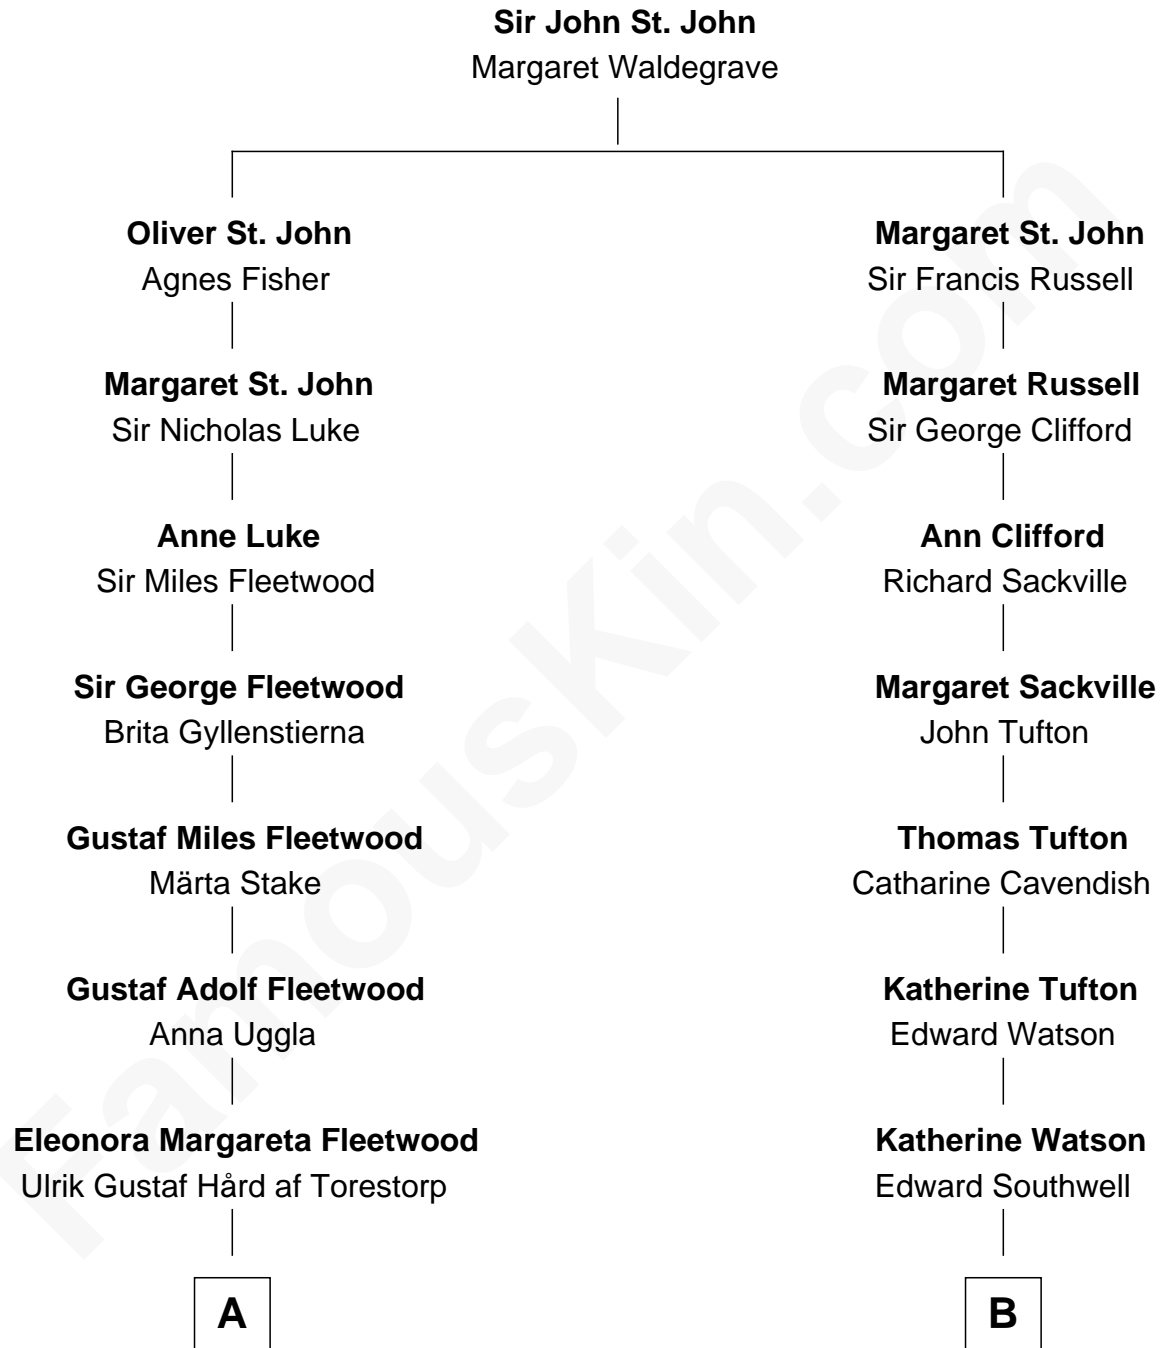 Sir John St. John
Margaret Waldegrave
Oliver St. John
Agnes Fisher
Margaret St. John
Sir Francis Russell
Margaret St. John
Sir Nicholas Luke
Margaret Russell
Sir George Clifford
Anne Luke
Sir Miles Fleetwood
Ann Clifford
Richard Sackville
Sir George Fleetwood
Brita Gyllenstierna
Margaret Sackville
John Tufton
Gustaf Miles Fleetwood
Märta Stake
Thomas Tufton
Catharine Cavendish
Gustaf Adolf Fleetwood
Anna Uggla
Katherine Tufton
Edward Watson
Eleonora Margareta Fleetwood
Ulrik Gustaf Hård af Torestorp
Katherine Watson
Edward Southwell
A
B
FamousKin.com